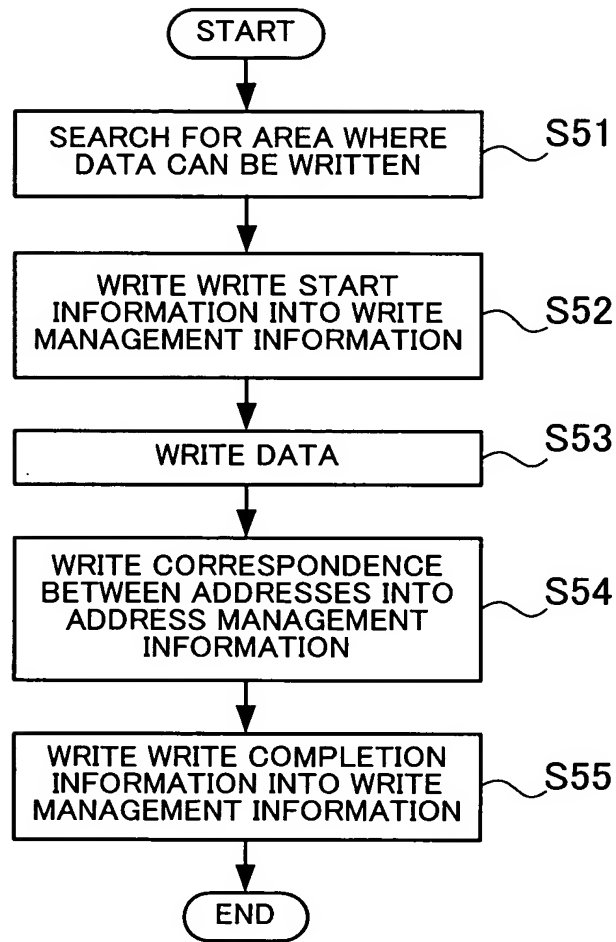 START
SEARCH FOR AREA WHERE
DATA CAN BE WRITTEN
S51
WRITE WRITE START
INFORMATION INTO WRITE
MANAGEMENT INFORMATION
S52
WRITE DATA
S53
WRITE CORRESPONDENCE
BETWEEN ADDRESSES INTO
ADDRESS MANAGEMENT
INFORMATION
S54
WRITE WRITE COMPLETION
INFORMATION INTO WRITE
MANAGEMENT INFORMATION
S55
END